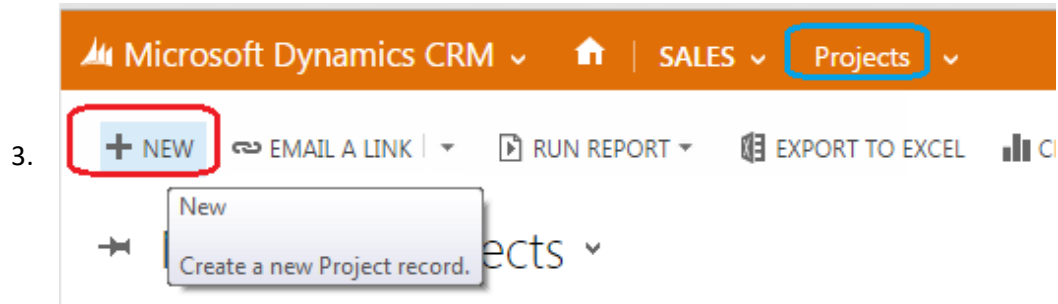 Microsoft Dynamics CRM SALES Projects
3.
+ NEW EMAIL A LINK RUN REPORT EXPORT TO EXCEL
New
Create a new Project record.